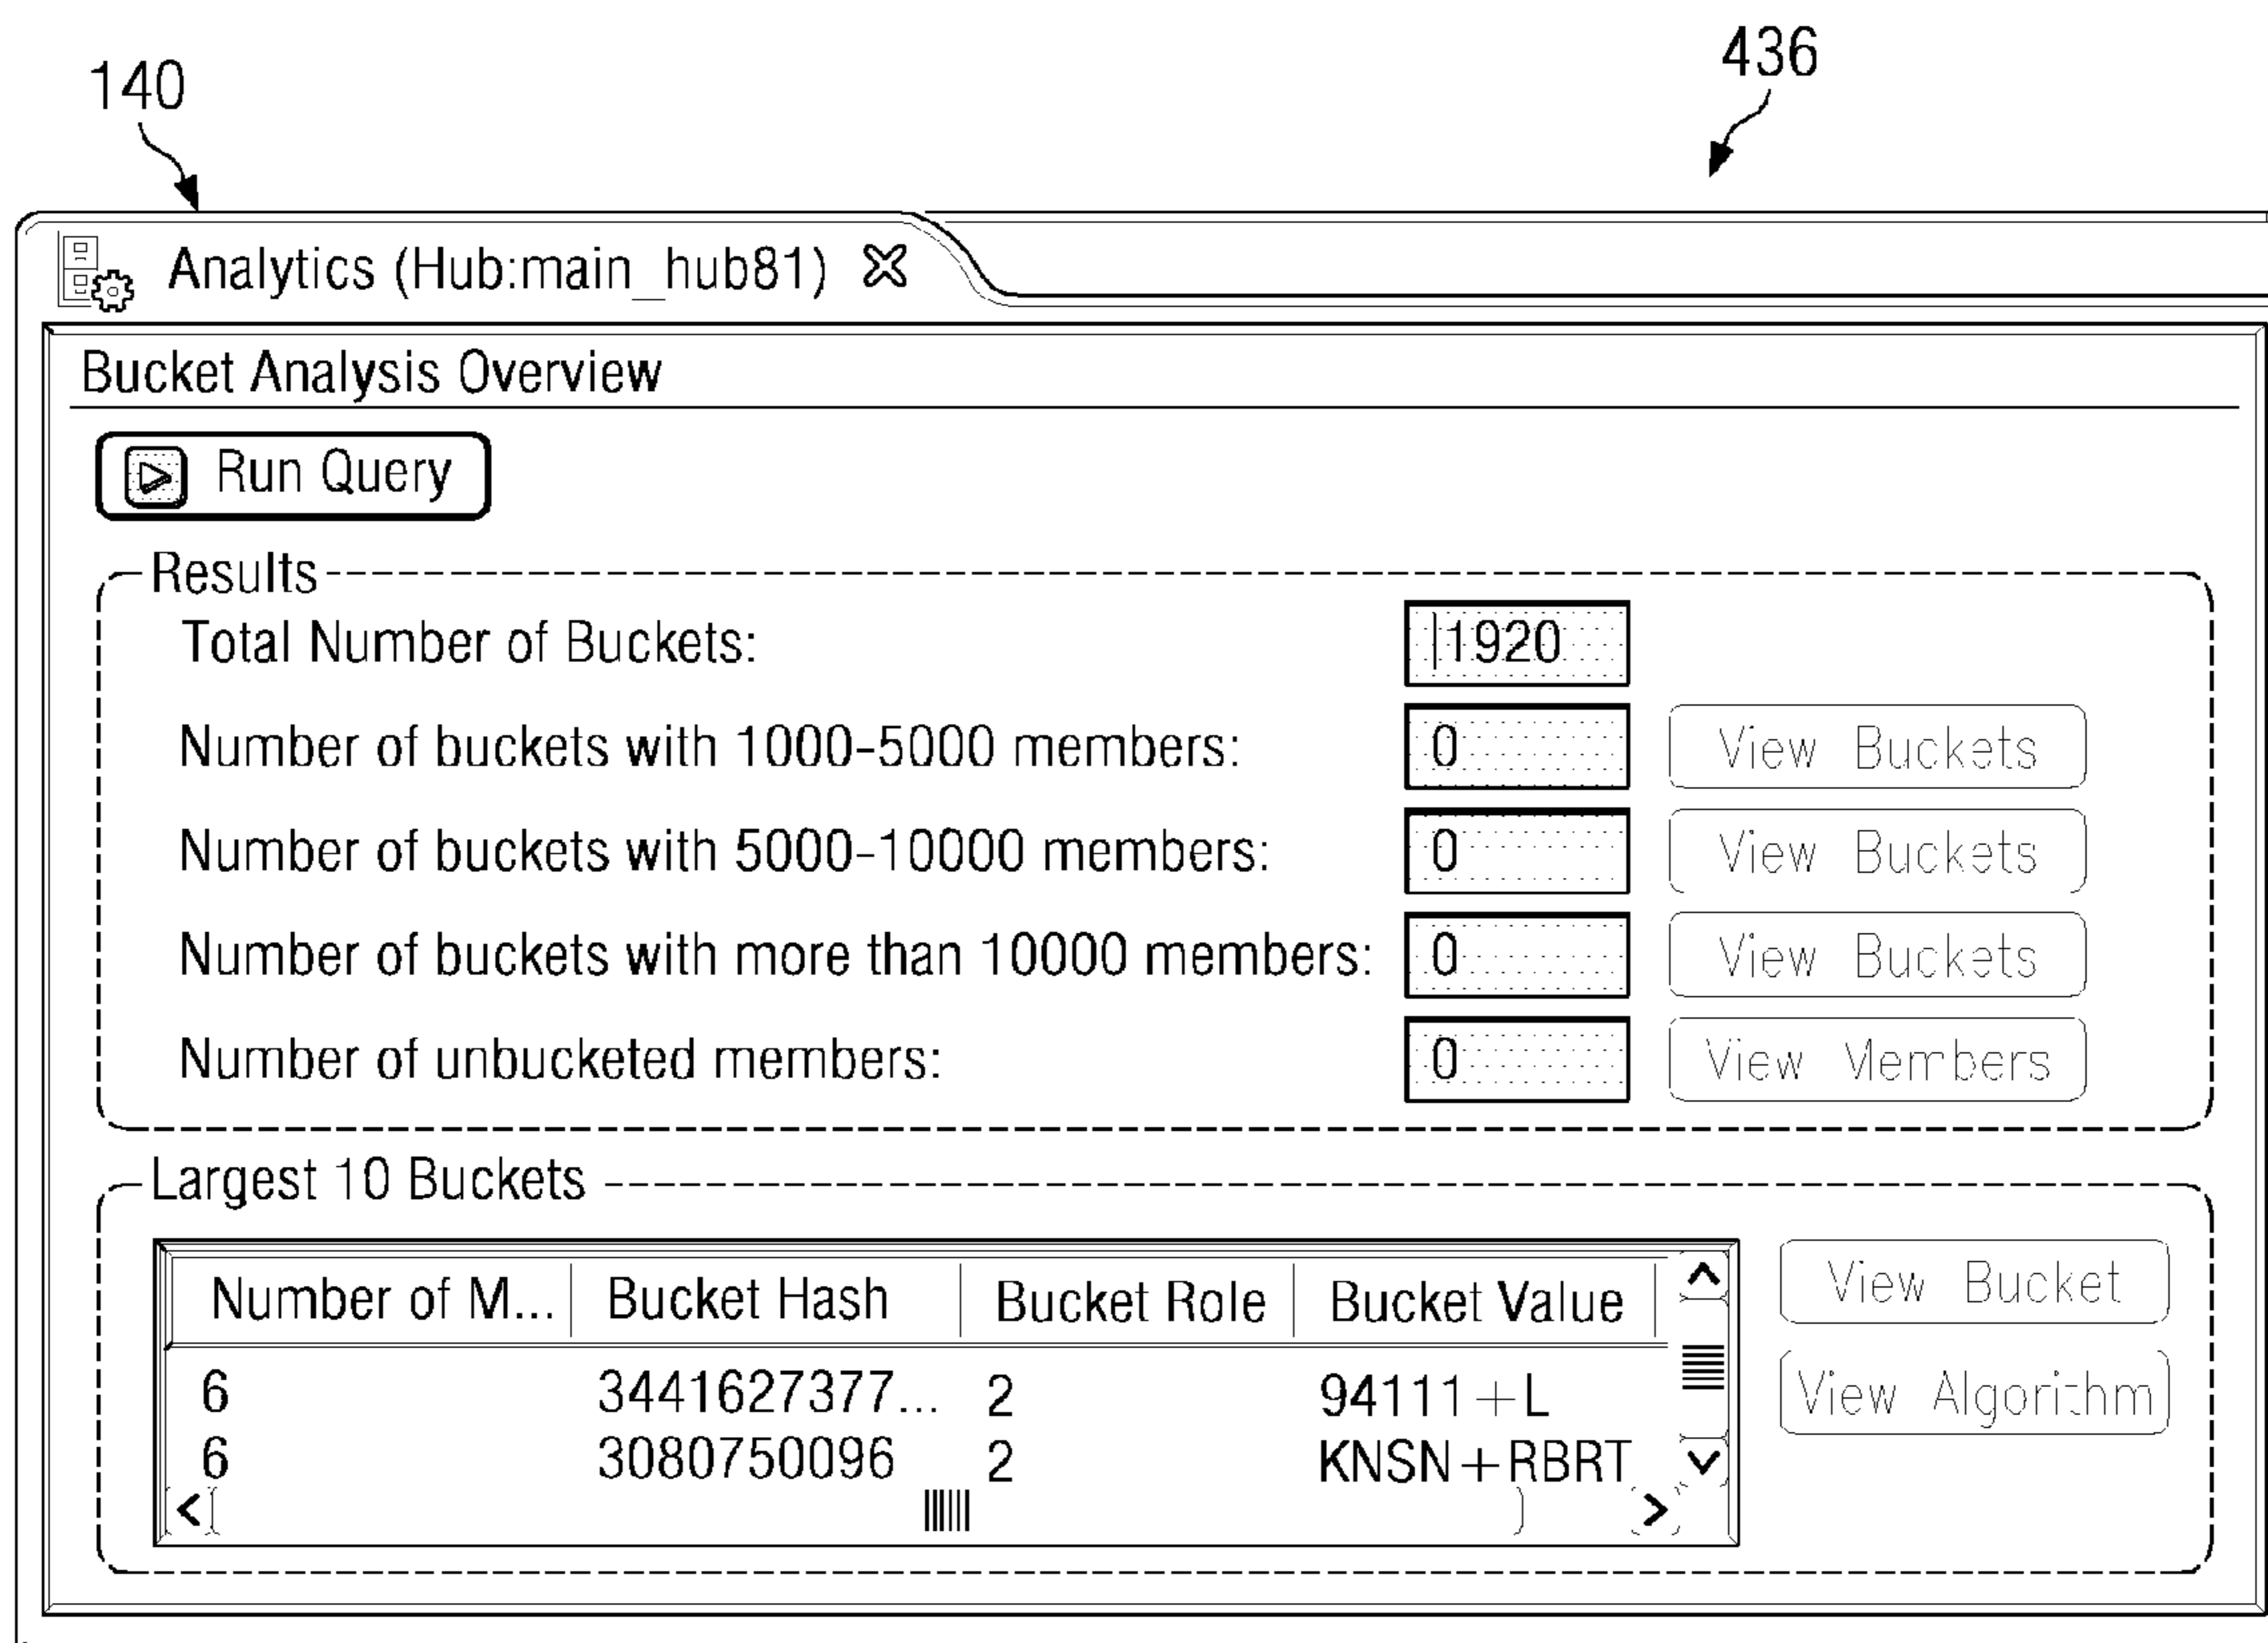 140
436
Analytics (Hub:main_hub81)
Bucket Analysis Overview
Run Query
Results
Total Number of Buckets: 1920
Number of buckets with 1000-5000 members: 0 View Buckets
Number of buckets with 5000-10000 members: 0 View Buckets
Number of buckets with more than 10000 members: 0 View Buckets
Number of unbucketed members: 0 View Members
Largest 10 Buckets
Number of M... Bucket Hash Bucket Role Bucket Value View Bucket
6 3441627377... 2 94111+L View Algorithm
6 3080750096 2 KNSN+RBRT